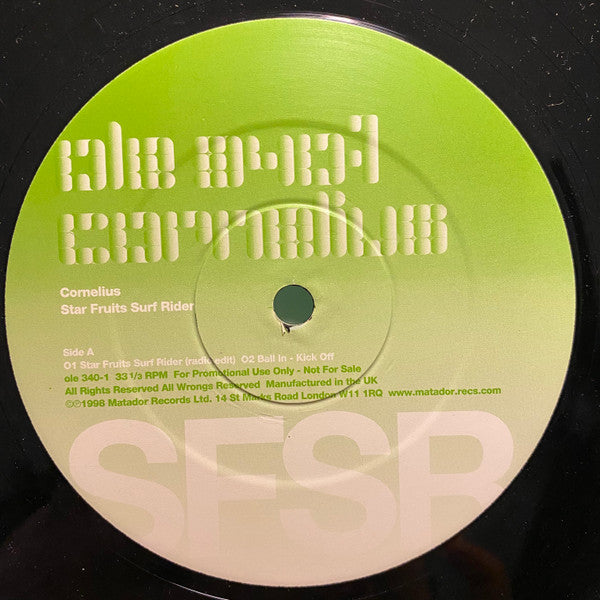 ole 340-1
cornelius
Cornelius
Star Fruits Surf Rider
Side A
01 Star Fruits Surf Rider (radio edit)  02 Ball In - Kick Off
ole 340-1  33 1/3 RPM  For Promotional Use Only - Not For Sale
All Rights Reserved All Wrongs Reserved  Manufactured in the UK
©℗1998 Matador Records Ltd. 14 St Marks Road London W11 1RQ  www.matador.recs.com
SFSR